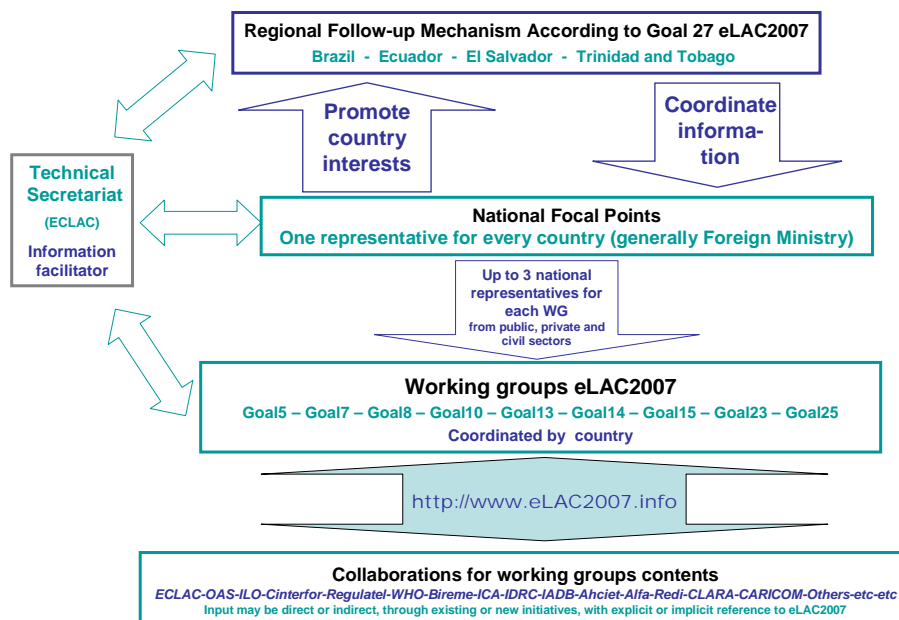 Regional Follow-up Mechanism According to Goal 27 eLAC2007
Brazil - Ecuador - El Salvador - Trinidad and Tobago
Promote
country
interests
Coordinate
informa-
tion
Technical
Secretariat
(ECLAC)
Information
facilitator
National Focal Points
One representative for every country (generally Foreign Ministry)
Up to 3 national
representatives for
each WG
from public, private and
civil sectors
Working groups eLAC2007
Goal5 – Goal7 – Goal8 – Goal10 – Goal13 – Goal14 – Goal15 – Goal23 – Goal25
Coordinated by country
http://www.eLAC2007.info
Collaborations for working groups contents
ECLAC-OAS-ILO-Cinterfor-Regulatel-WHO-Bireme-ICA-IDRC-IADB-Ahciet-Alfa-Redi-CLARA-CARICOM-Others-etc-etc
Input may be direct or indirect, through existing or new initiatives, with explicit or implicit reference to eLAC2007